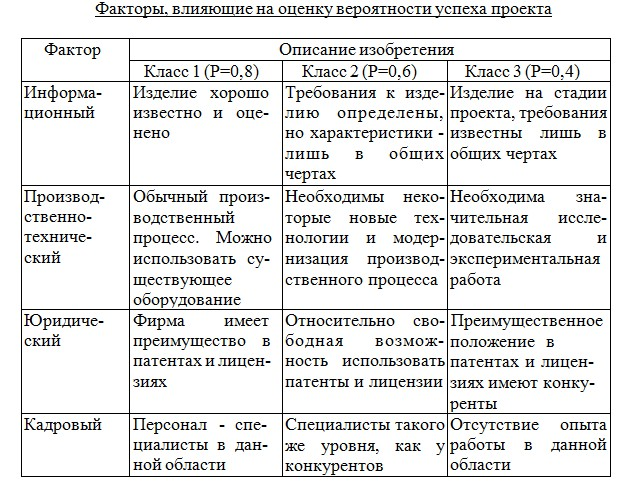 Факторы, влияющие на оценку вероятности успеха проекта
Фактор
Описание изобретения
Класс 1 (Р=0,8)
Класс 2 (Р=0,6)
Класс 3 (Р=0,4)
Информа-
ционный
Изделие хорошо
известно и оце-
нено
Требования к изде-
лию определены,
но характеристики -
лишь в общих
чертах
Изделие на стадии
проекта, требования
известны лишь в
общих чертах
Производ-
ственно-
техниче-
ский
Обычный произ-
водственный
процесс. Можно
использовать су-
ществующее
оборудование
Необходимы неко-
торые новые тех-
нологии и модер-
низация производ-
ственного процесса
Необходима зна-
чительная иссле-
довательская и
экспериментальная
работа
Юридиче-
ский
Фирма имеет
преимущество в
патентах и лицен-
зиях
Относительно сво-
бодная возмож-
ность использовать
патенты и лицензии
Преимущественное
положение в
патентах и лицен-
зиях имеют конку-
ренты
Кадровый
Персонал - спе-
циалисты в дан-
ной области
Специалисты такого
же уровня, как у
конкурентов
Отсутствие опыта
работы в данной
области